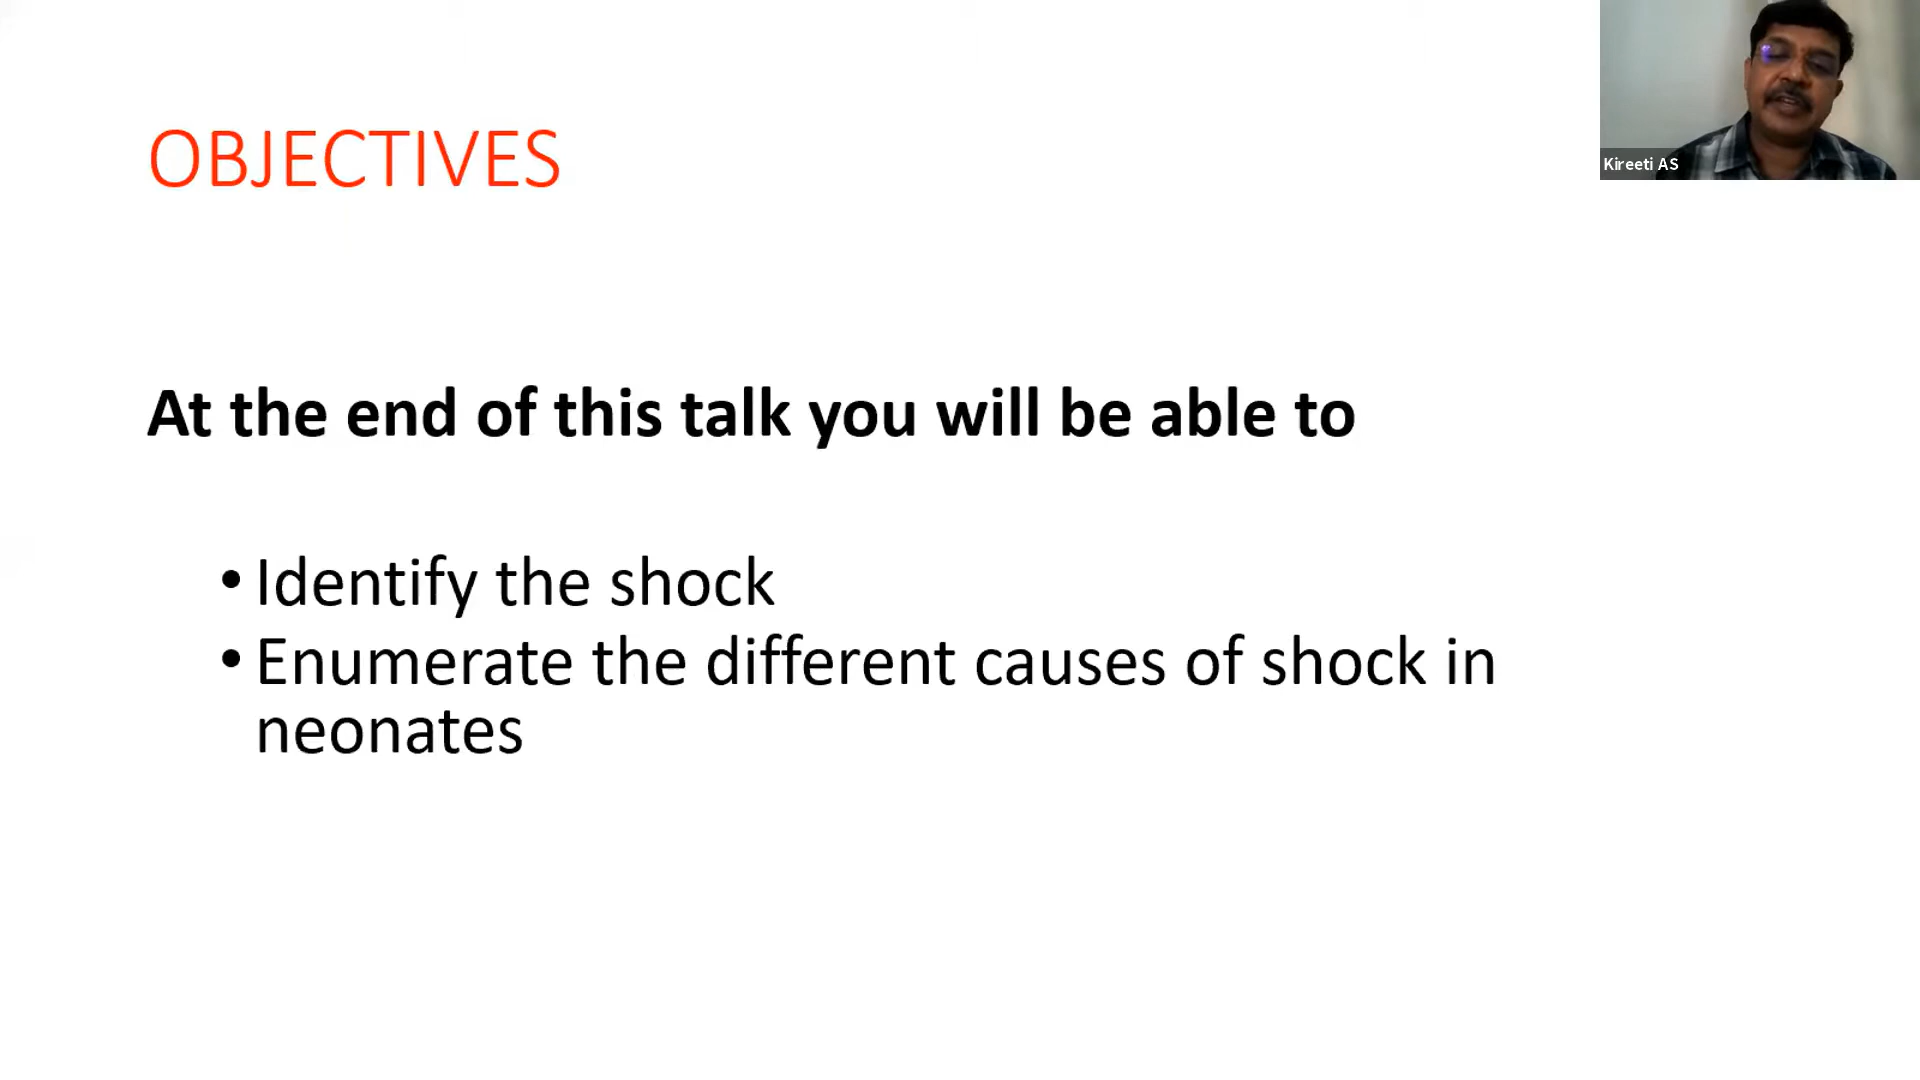 OBJECTIVES
Kireeti AS
At the end of this talk you will be able to
• Identify the shock
• Enumerate the different causes of shock in
neonates